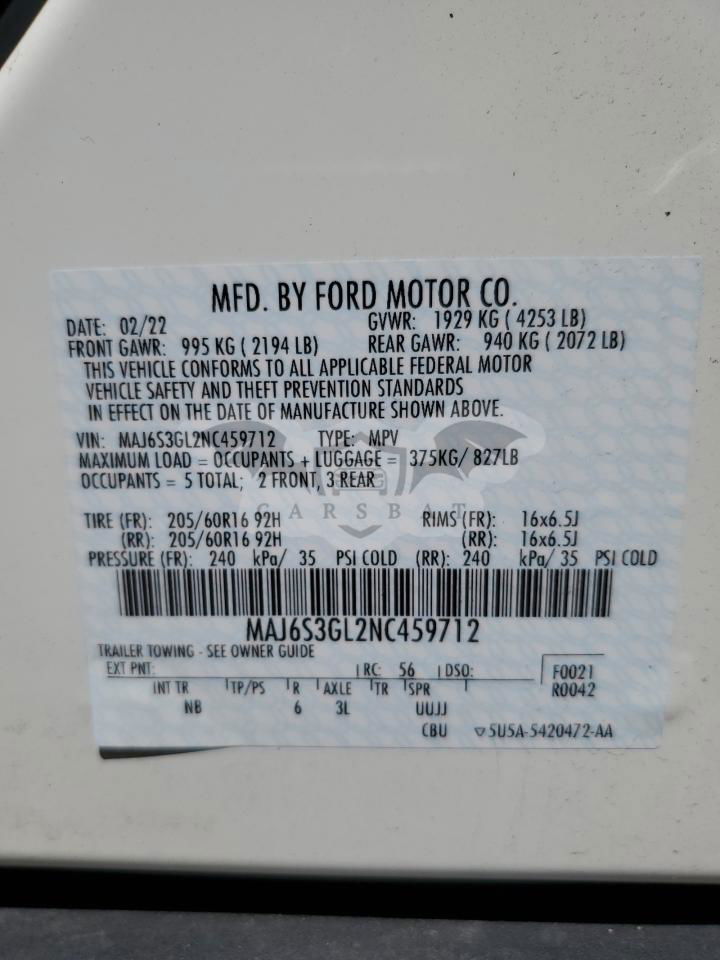 MFD. BY FORD MOTOR CO.
DATE: 02/22 GVWR: 1929 KG ( 4253 LB)
FRONT GAWR: 995 KG ( 2194 LB) REAR GAWR: 940 KG ( 2072 LB)
THIS VEHICLE CONFORMS TO ALL APPLICABLE FEDERAL MOTOR
VEHICLE SAFETY AND THEFT PREVENTION STANDARDS
IN EFFECT ON THE DATE OF MANUFACTURE SHOWN ABOVE.
VIN: MAJ6S3GL2NC459712 TYPE: MPV
MAXIMUM LOAD = OCCUPANTS + LUGGAGE = 375KG/ 827LB
OCCUPANTS = 5 TOTAL; 2 FRONT, 3 REAR
CARSBAT
TIRE (FR): 205/60R16 92H RIMS (FR): 16x6.5J
(RR): 205/60R16 92H (RR): 16x6.5J
PRESSURE (FR): 240 kPa/ 35 PSI COLD (RR): 240 kPa/ 35 PSI COLD
MAJ6S3GL2NC459712
TRAILER TOWING - SEE OWNER GUIDE
EXT PNT: RC: 56 DSO: F0021
R0042
INT TR TP/PS R AXLE TR SPR
NB 6 3L UUJJ
CBU 5U5A-5420472-AA